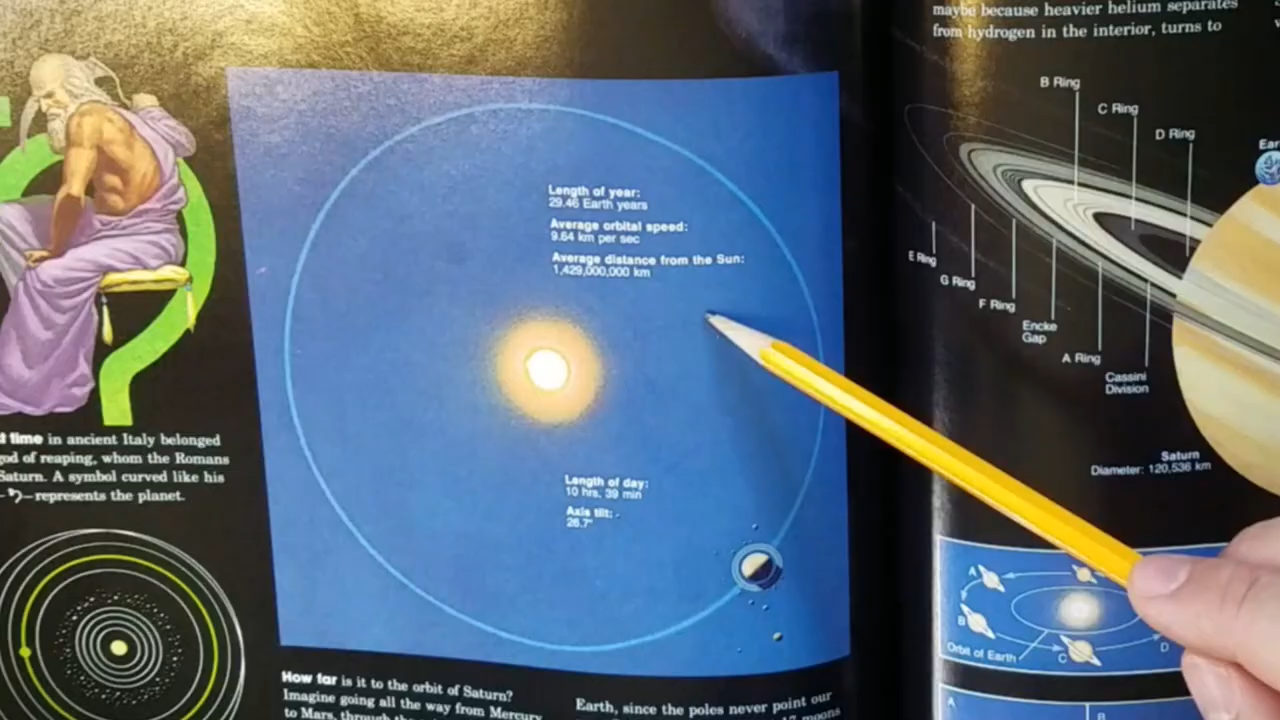 maybe because heavier helium separates
from hydrogen in the interior, turns to
B Ring
C Ring
D Ring
E Ring
G Ring
F Ring
Encke
Gap
A Ring
Cassini
Division
Saturn
Diameter: 120,536 km
Length of year:
29.46 Earth years
Average orbital speed:
9.64 km per sec
Average distance from the Sun:
1,429,000,000 km
Length of day:
10 hrs, 39 min
Axis tilt:
26.7°
time in ancient Italy belonged
god of reaping, whom the Romans
Saturn. A symbol curved like his
represents the planet.
How far is it to the orbit of Saturn?
Imagine going all the way from Mercury
to Mars, through the
Earth, since the poles never point our
moons
A
B
Orbit of Earth
C
D
A
B